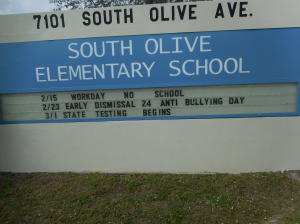 7101 SOUTH OLIVE AVE.
SOUTH OLIVE
ELEMENTARY SCHOOL
2/15 WORKDAY NO SCHOOL
2/23 EARLY DISMISSAL 24 ANTI BULLYING DAY
3/1 STATE TESTING BEGINS